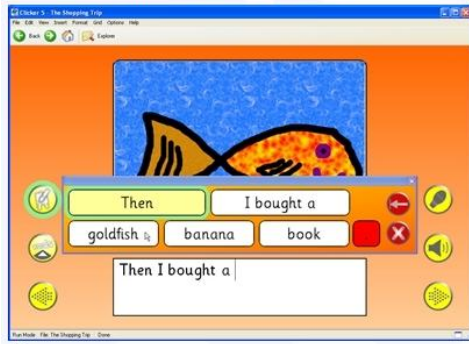 Clicker 5 - The Shopping Trip
File Edit View Insert Format Grid Options Help
Back Explore
Then I bought a
goldfish banana book
Then I bought a
Run Mode File: The Shopping Trip Done